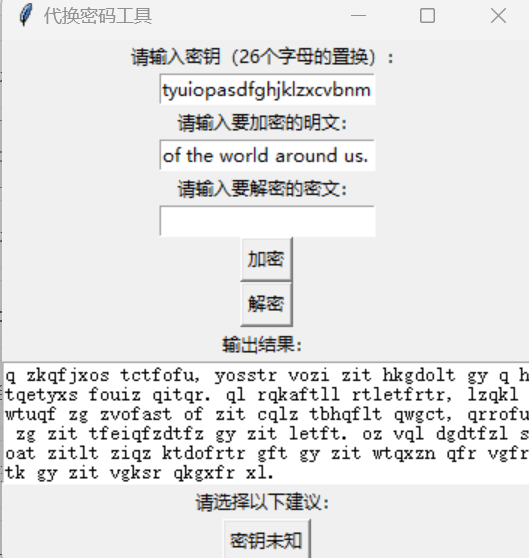 代换密码工具
请输入密钥（26个字母的置换）：
tyuiopasdfghjklzxcvbnm
请输入要加密的明文：
of the world around us.
请输入要解密的密文：
加密
解密
输出结果：
q zkqfjxos tctfofu, yosstr vozi zit hkgdolt gy q h
tqetyxs fouiz qitqr. ql rqkaftll rtletfrtr, lzqkl
wtuqf zg zvofast of zit cqlz tbhqflt qwgct, qrrofu
zg zit tfeiqfzdtfz gy zit letft. oz vql dgdtfzl s
oat zitlt ziqz ktdofrtr gft gy zit wtqxzn qfr vgfr
tk gy zit vgksr qkgxfr xl.
请选择以下建议：
密钥未知